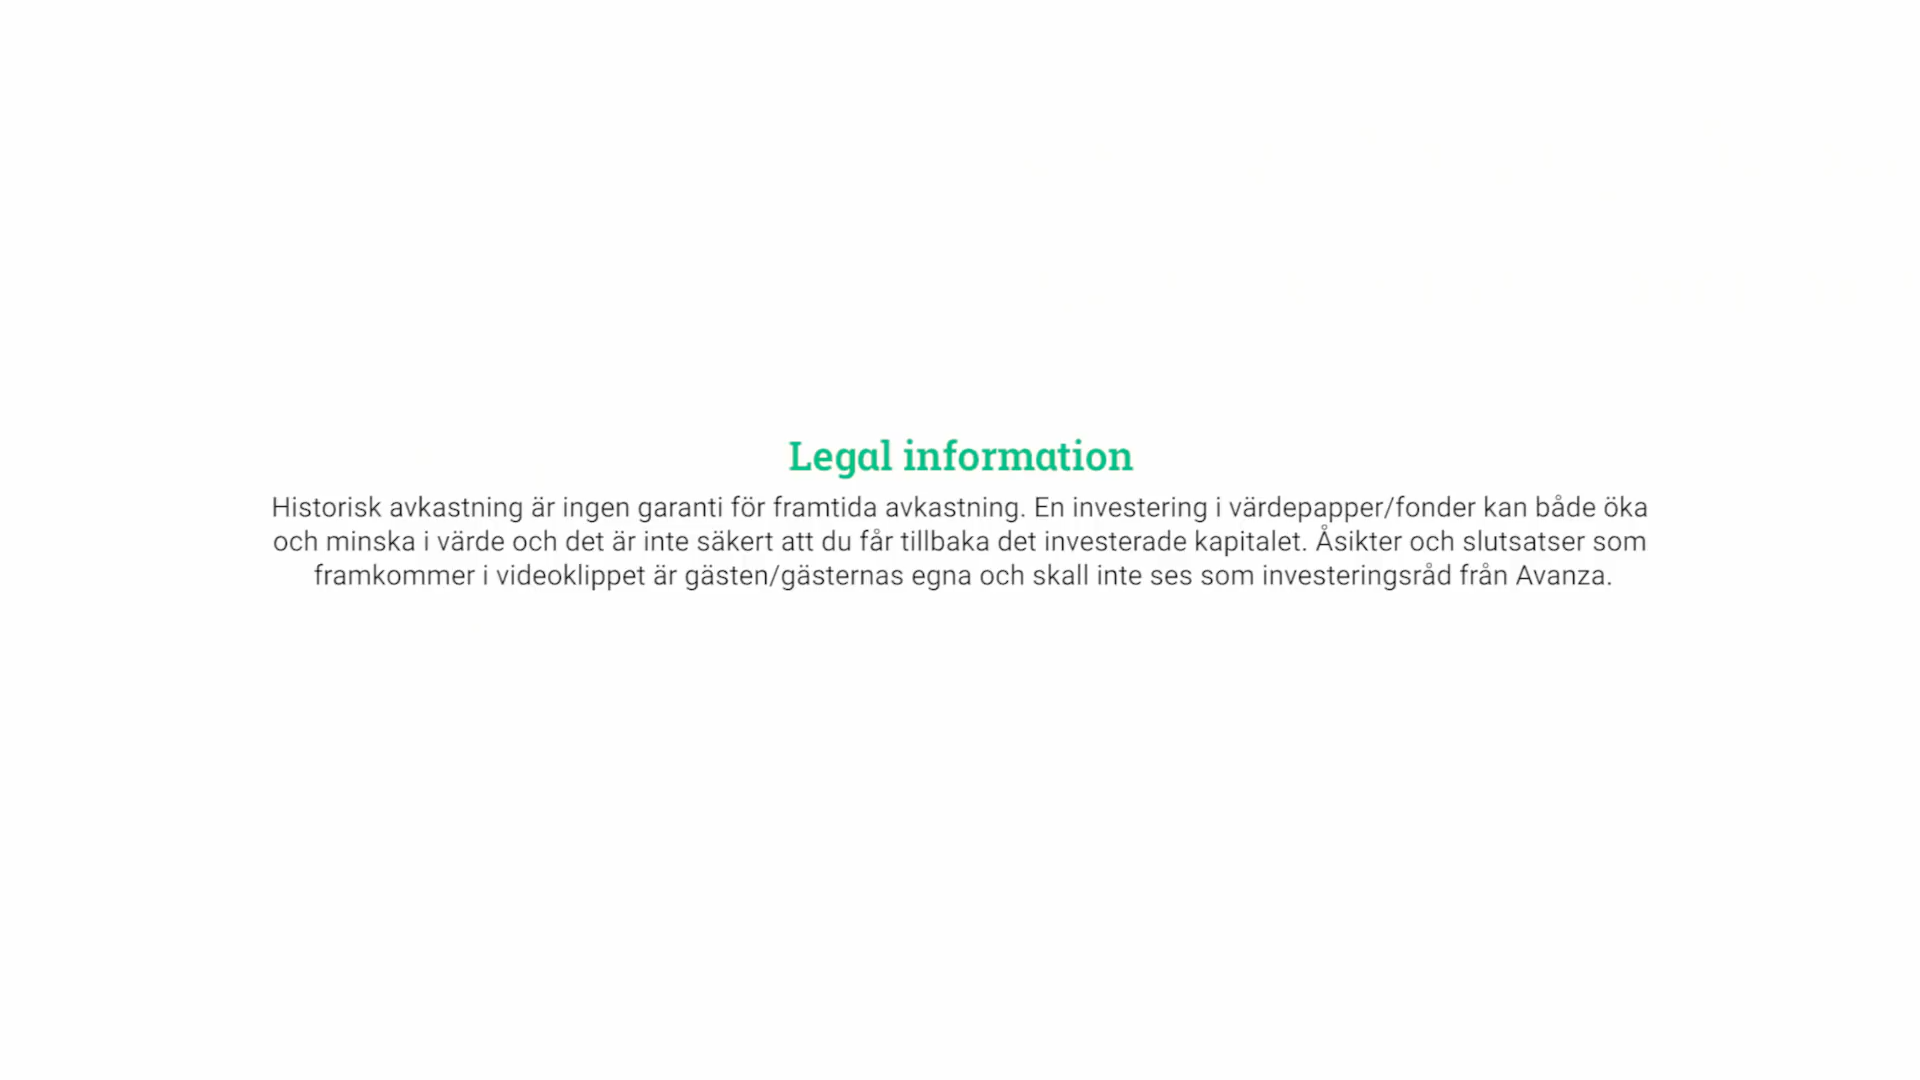 Legal information
Historisk avkastning är ingen garanti för framtida avkastning. En investering i värdepapper/fonder kan både öka
och minska i värde och det är inte säkert att du får tillbaka det investerade kapitalet. Åsikter och slutsatser som
framkommer i videoklippet är gästen/gästernas egna och skall inte ses som investeringsråd från Avanza.